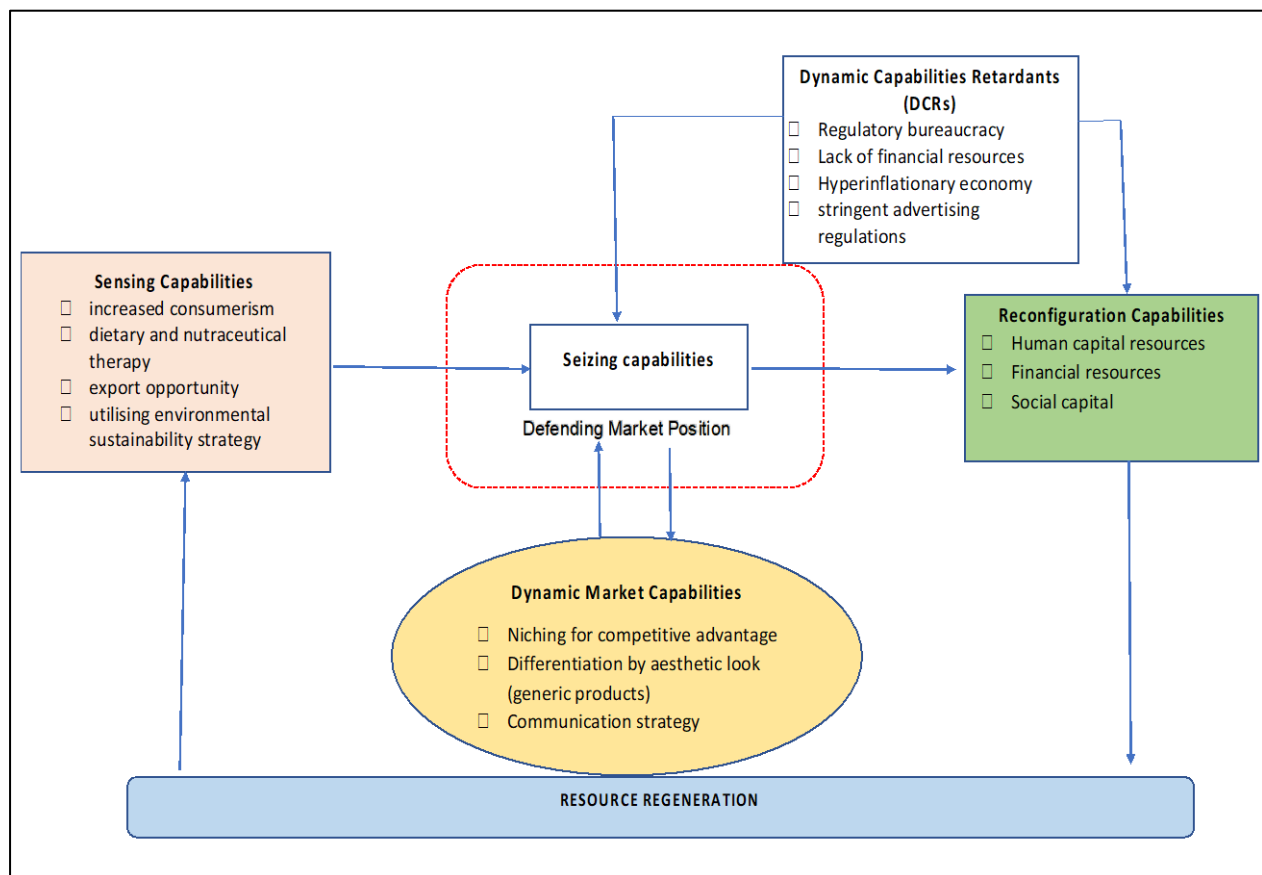 Dynamic Capabilities Retardants
(DCRs)
Regulatory bureaucracy
Lack of financial resources
Hyperinflationary economy
stringent advertising
regulations
Sensing Capabilities
increased consumerism
dietary and nutraceutical
therapy
export opportunity
utilising environmental
sustainability strategy
Seizing capabilities
Defending Market Position
Reconfiguration Capabilities
Human capital resources
Financial resources
Social capital
Dynamic Market Capabilities
Niching for competitive advantage
Differentiation by aesthetic look
(generic products)
Communication strategy
RESOURCE REGENERATION